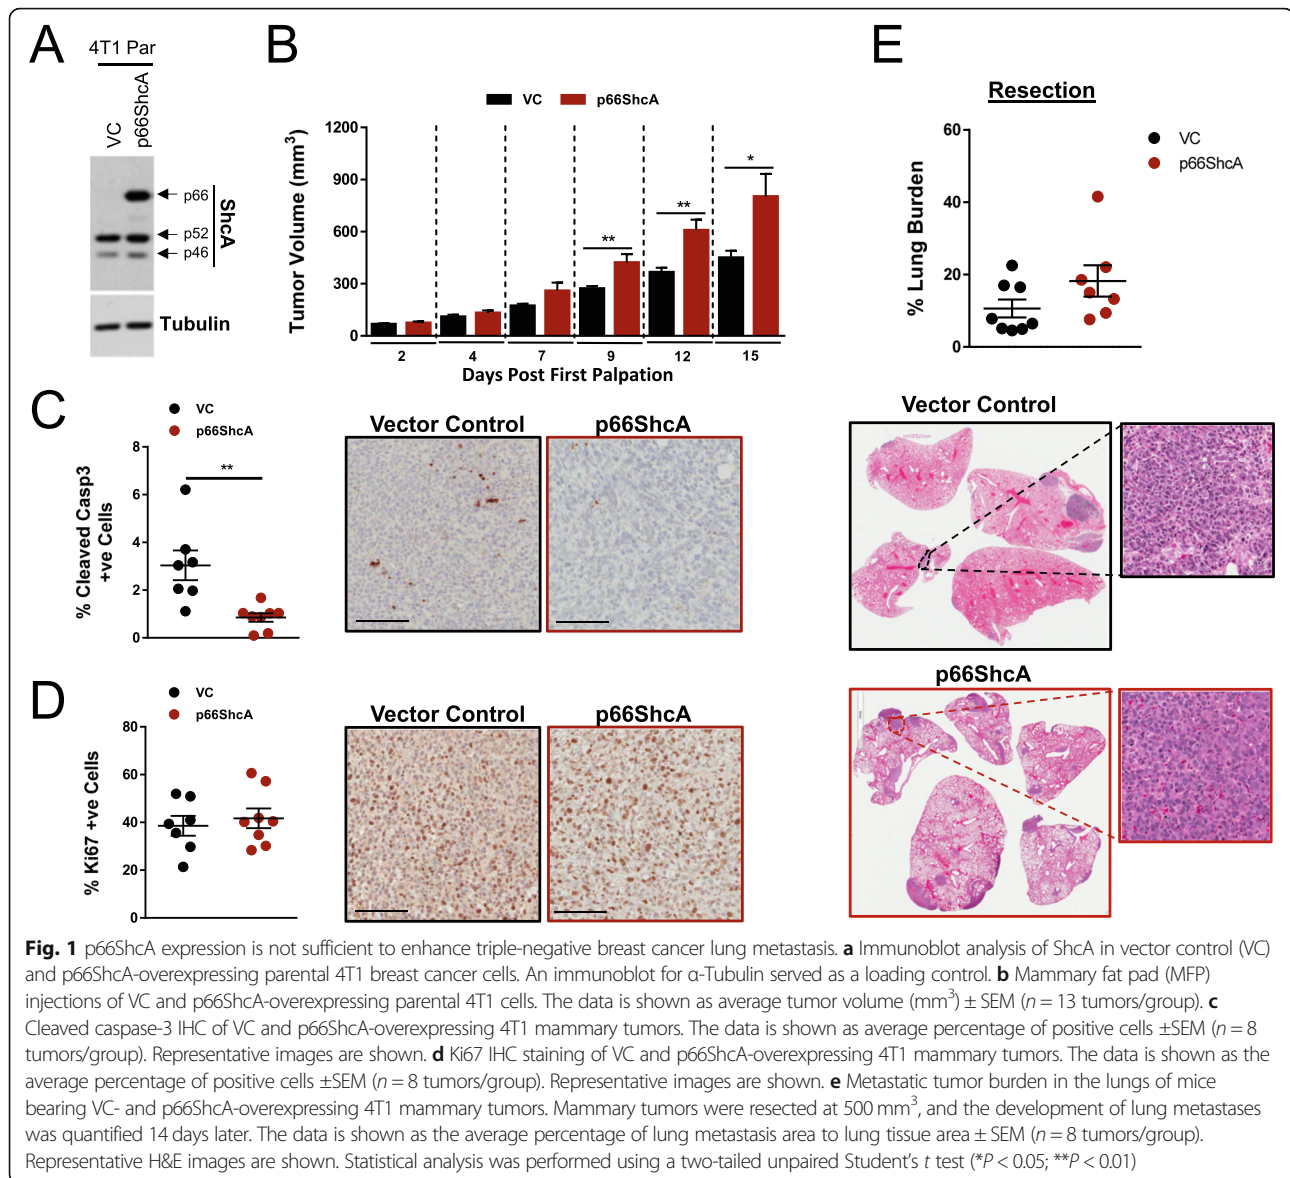 A
4T1 Par
VC
p66ShcA
p66
p52
p46
ShcA
Tubulin
B
VC
p66ShcA
Tumor Volume (mm³)
1200
900
600
300
0
**
**
*
2
4
7
9
12
15
Days Post First Palpation
E
Resection
VC
p66ShcA
% Lung Burden
60
40
20
0
C
VC
p66ShcA
% Cleaved Casp3
+ve Cells
8
6
4
2
0
**
Vector Control
p66ShcA
Vector Control
p66ShcA
D
VC
p66ShcA
% Ki67 +ve Cells
80
60
40
20
0
Vector Control
p66ShcA
Fig. 1 p66ShcA expression is not sufficient to enhance triple-negative breast cancer lung metastasis. a Immunoblot analysis of ShcA in vector control (VC)
and p66ShcA-overexpressing parental 4T1 breast cancer cells. An immunoblot for α-Tubulin served as a loading control. b Mammary fat pad (MFP)
injections of VC and p66ShcA-overexpressing parental 4T1 cells. The data is shown as average tumor volume (mm³) ± SEM (n = 13 tumors/group). c
Cleaved caspase-3 IHC of VC and p66ShcA-overexpressing 4T1 mammary tumors. The data is shown as average percentage of positive cells ±SEM (n = 8
tumors/group). Representative images are shown. d Ki67 IHC staining of VC and p66ShcA-overexpressing 4T1 mammary tumors. The data is shown as the
average percentage of positive cells ±SEM (n = 8 tumors/group). Representative images are shown. e Metastatic tumor burden in the lungs of mice
bearing VC- and p66ShcA-overexpressing 4T1 mammary tumors. Mammary tumors were resected at 500 mm³, and the development of lung metastases
was quantified 14 days later. The data is shown as the average percentage of lung metastasis area to lung tissue area ± SEM (n = 8 tumors/group).
Representative H&E images are shown. Statistical analysis was performed using a two-tailed unpaired Student's t test (*P < 0.05; **P < 0.01)